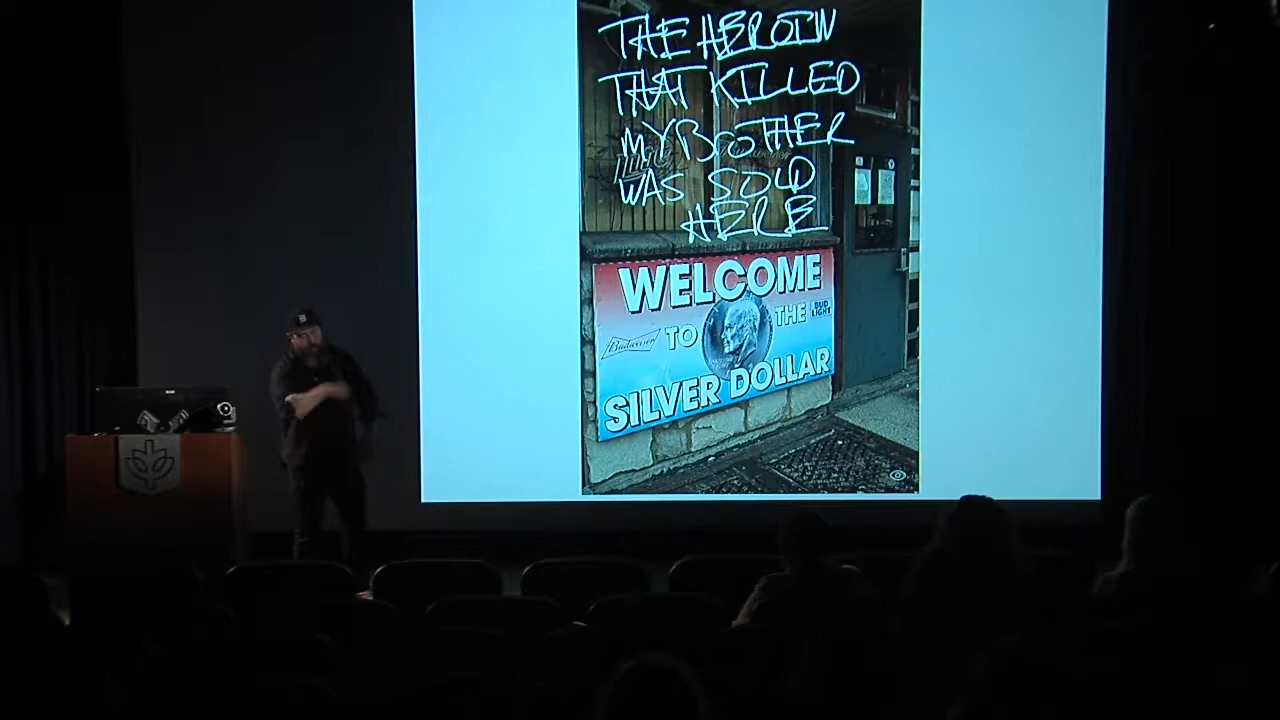 THE HEROIN
THAT KILLED
MY BROTHER
WAS SOLD
HERE
WELCOME
Budweiser TO THE BUD LIGHT
SILVER DOLLAR